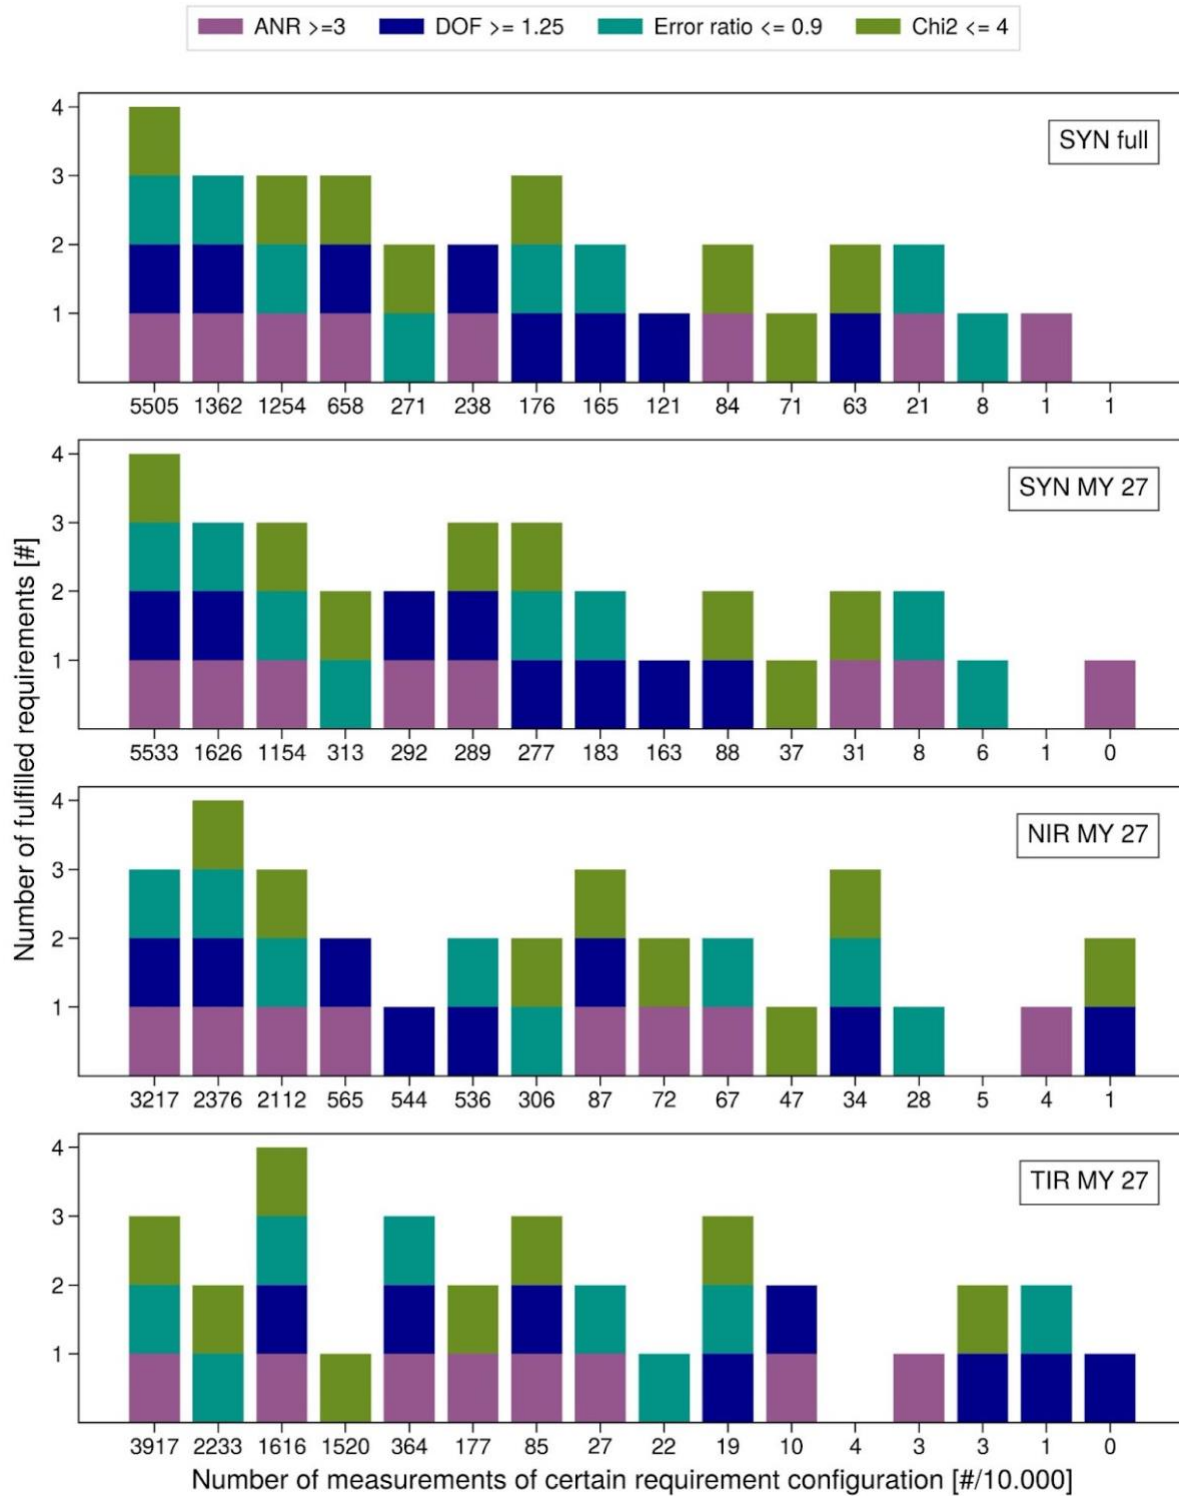 ANR >=3 DOF >= 1.25 Error ratio <= 0.9 Chi2 <= 4
Number of fulfilled requirements [#]
SYN full
4
3
2
1
5505 1362 1254 658 271 238 176 165 121 84 71 63 21 8 1 1
SYN MY 27
4
3
2
1
5533 1626 1154 313 292 289 277 183 163 88 37 31 8 6 1 0
NIR MY 27
4
3
2
1
3217 2376 2112 565 544 536 306 87 72 67 47 34 28 5 4 1
TIR MY 27
4
3
2
1
3917 2233 1616 1520 364 177 85 27 22 19 10 4 3 3 1 0
Number of measurements of certain requirement configuration [#/10.000]